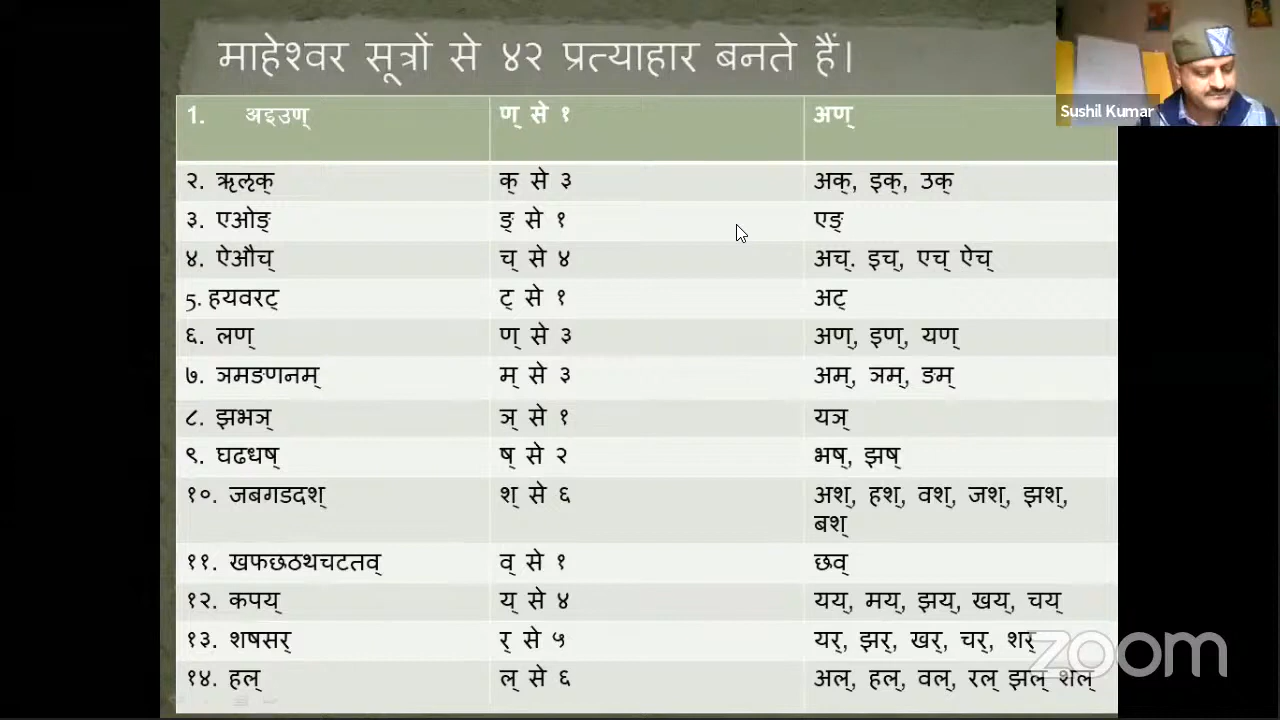 माहेश्वर सूत्रों से ४२ प्रत्याहार बनते हैं।
Sushil Kumar
1. अइउण् ण् से १ अण्
२. ऋलृक् क् से ३ अक्, इक्, उक्
३. एओङ् ङ् से १ एङ्
४. ऐऔच् च् से ४ अच्. इच्, एच् ऐच्
5. हयवरट् ट् से १ अट्
६. लण् ण् से ३ अण्, इण्, यण्
७. ञमङणनम् म् से ३ अम्, ञम्, ङम्
८. झभञ् ञ् से १ यञ्
९. घढधष् ष् से २ भष्, झष्
१०. जबगडदश् श् से ६ अश्, हश्, वश्, जश्, झश्,
बश्
११. खफछठथचटतव् व् से १ छव्
१२. कपय् य् से ४ यय्, मय्, झय्, खय्, चय्
१३. शषसर् र् से ५ यर्, झर्, खर्, चर्, शर्
१४. हल् ल् से ६ अल्, हल्, वल्, रल् झल् शल्
zoom